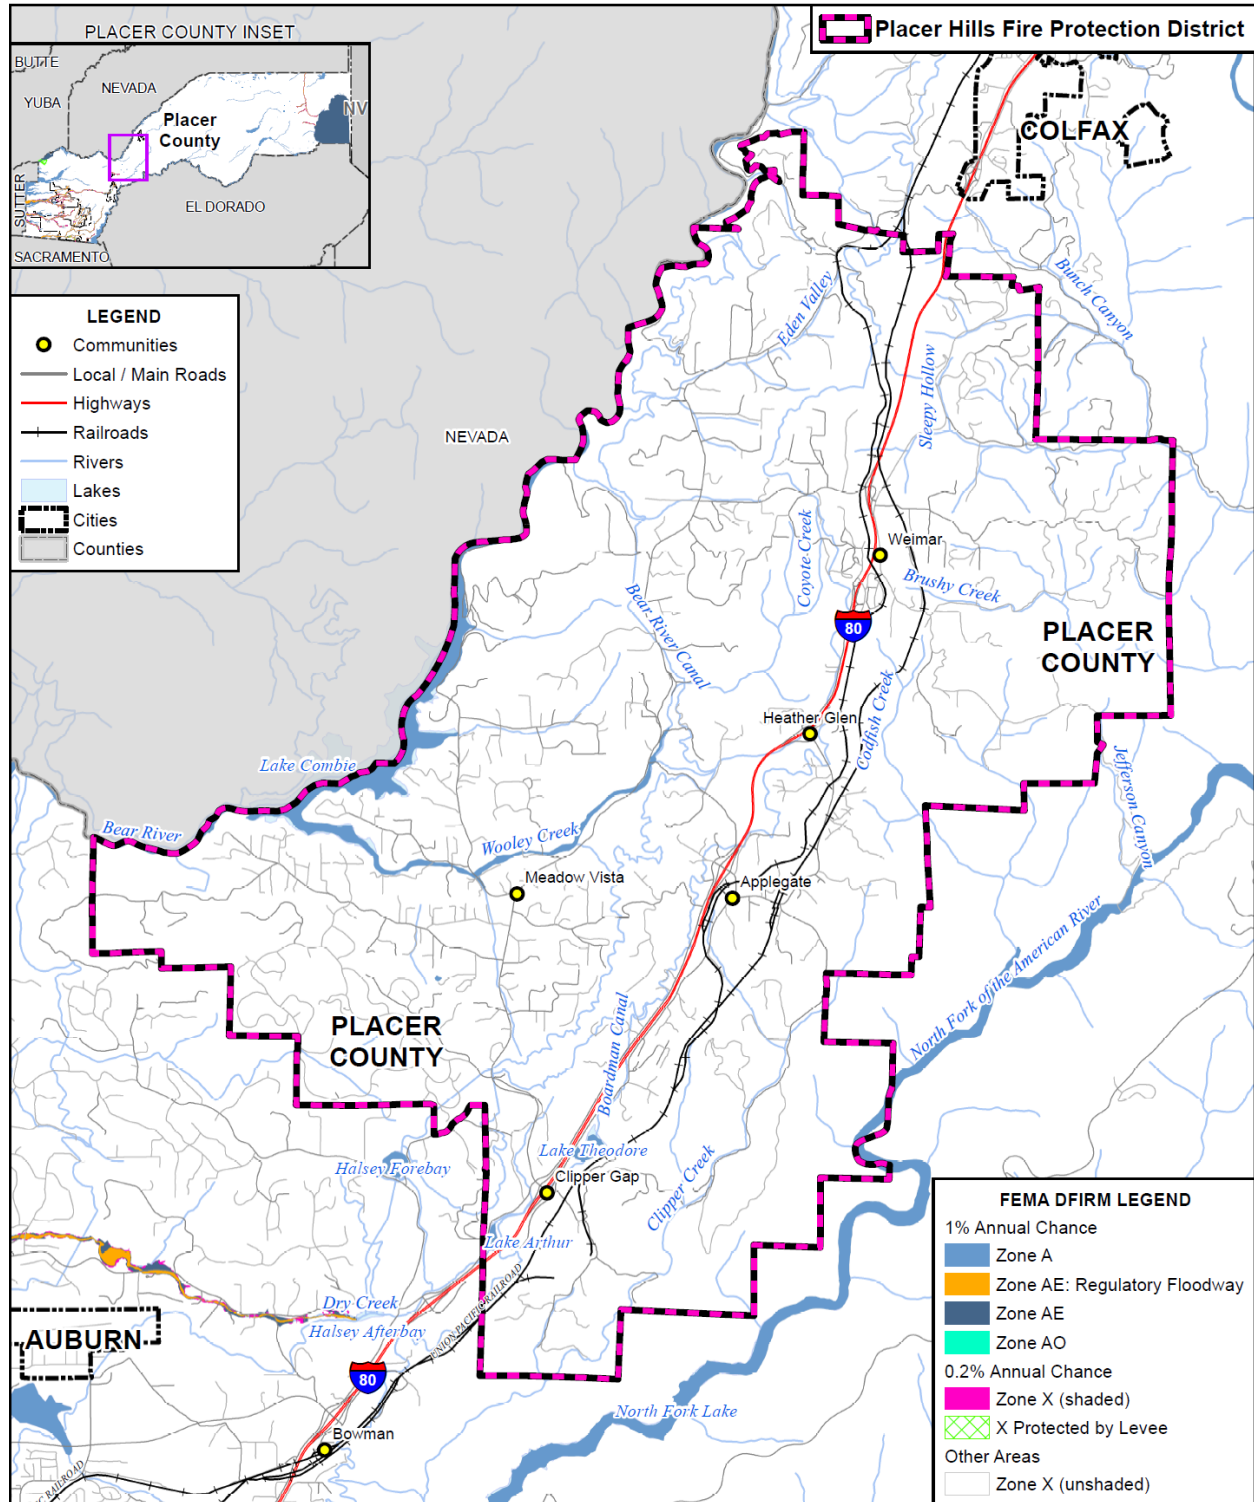 PLACER COUNTY INSET
BUTTE
YUBA
NEVADA
NV
Placer
County
SUTTER
EL DORADO
SACRAMENTO
Placer Hills Fire Protection District
COLFAX
LEGEND
Communities
Local / Main Roads
Highways
Railroads
Rivers
Lakes
Cities
Counties
NEVADA
Bunch Canyon
Eden Valley
Sleepy Hollow
Weimar
Coyote Creek
Brushy Creek
Bear River Canal
80
PLACER
COUNTY
Heather Glen
Codfish Creek
Jefferson Canyon
Lake Combie
Bear River
Wooley Creek
Meadow Vista
Applegate
North Fork of the American River
PLACER
COUNTY
Boardman Canal
Lake Theodore
Halsey Forebay
Clipper Gap
Clipper Creek
Lake Arthur
UNION PACIFIC RAILROAD
Dry Creek
Halsey Afterbay
AUBURN
80
North Fork Lake
Bowman
C RAILROAD
FEMA DFIRM LEGEND
1% Annual Chance
Zone A
Zone AE: Regulatory Floodway
Zone AE
Zone AO
0.2% Annual Chance
Zone X (shaded)
X Protected by Levee
Other Areas
Zone X (unshaded)